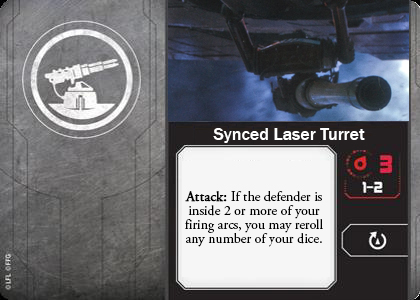 Synced Laser Turret
3
1-2
Attack: If the defender is
inside 2 or more of your
firing arcs, you may reroll
any number of your dice.
©LFL ©FFG